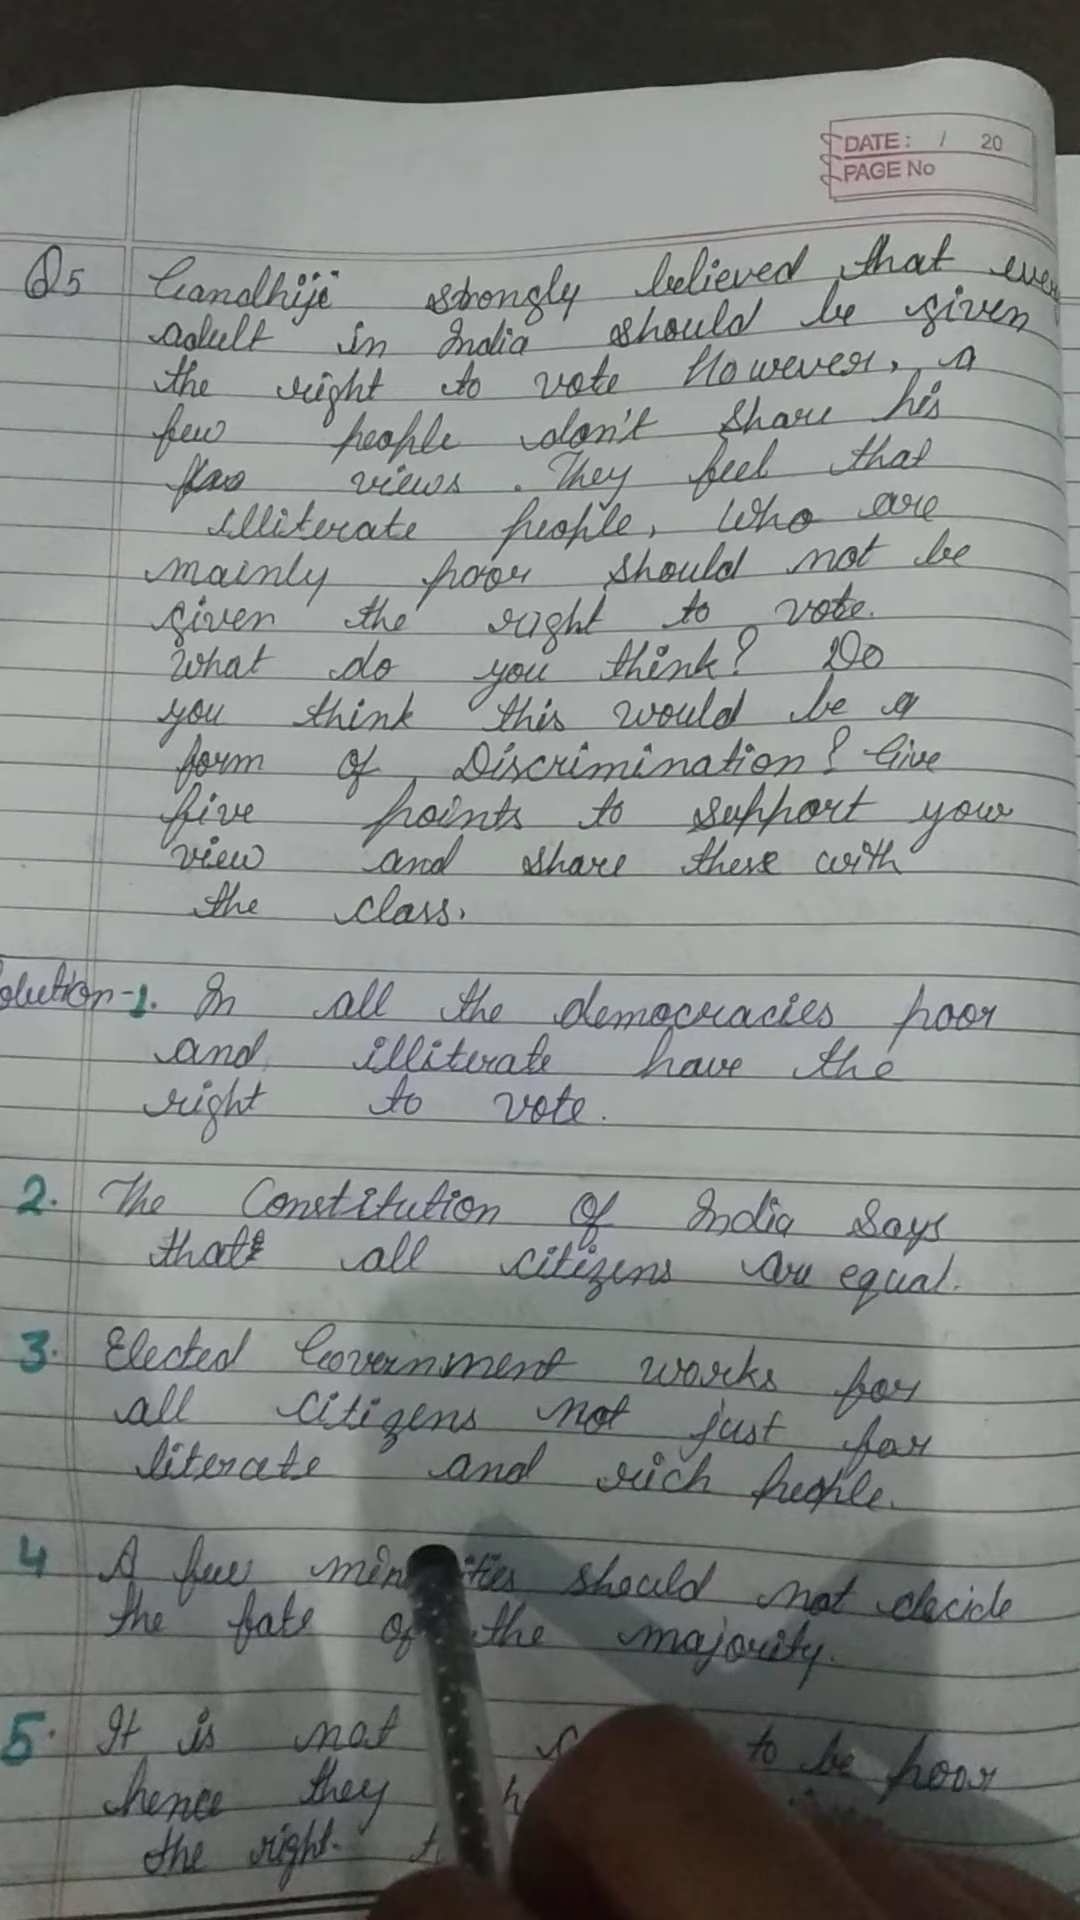 DATE: / 20
PAGE No
Q5 Gandhiji strongly believed that every
adult in India should be given
the right to vote However, a
few people don't share his
views. They feel that
illiterate people, who are
mainly poor should not be
given the right to vote.
What do you think? Do
you think this would be a
form of Discrimination? Give
five points to support your
view and share these with
the class.
olution-1. In all the democracies poor
and illiterate have the
right to vote.
2. The Constitution Of India Says
that all citizens are equal.
3. Elected Government works for
all citizens not just for
literate and rich people.
4 A few should not decide
the fate of the majority.
5. It is not to be poor
hence they
the right.